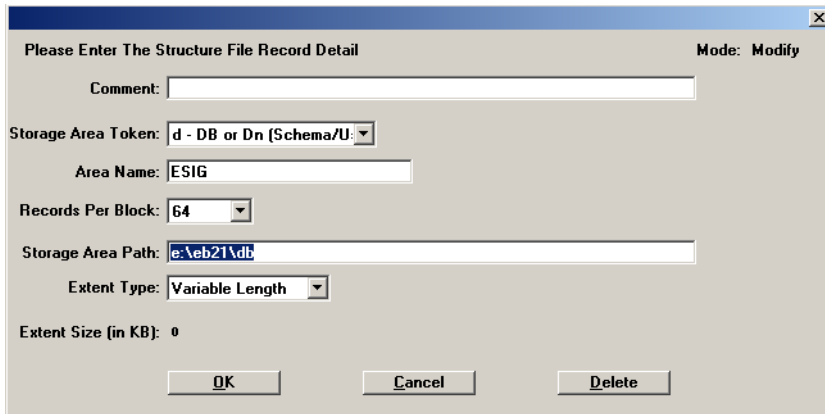 Please Enter The Structure File Record Detail Mode: Modify
Comment:
Storage Area Token: d - DB or Dn (Schema/U:
Area Name: ESIG
Records Per Block: 64
Storage Area Path: e:\eb21\db
Extent Type: Variable Length
Extent Size (in KB): 0
OK Cancel Delete